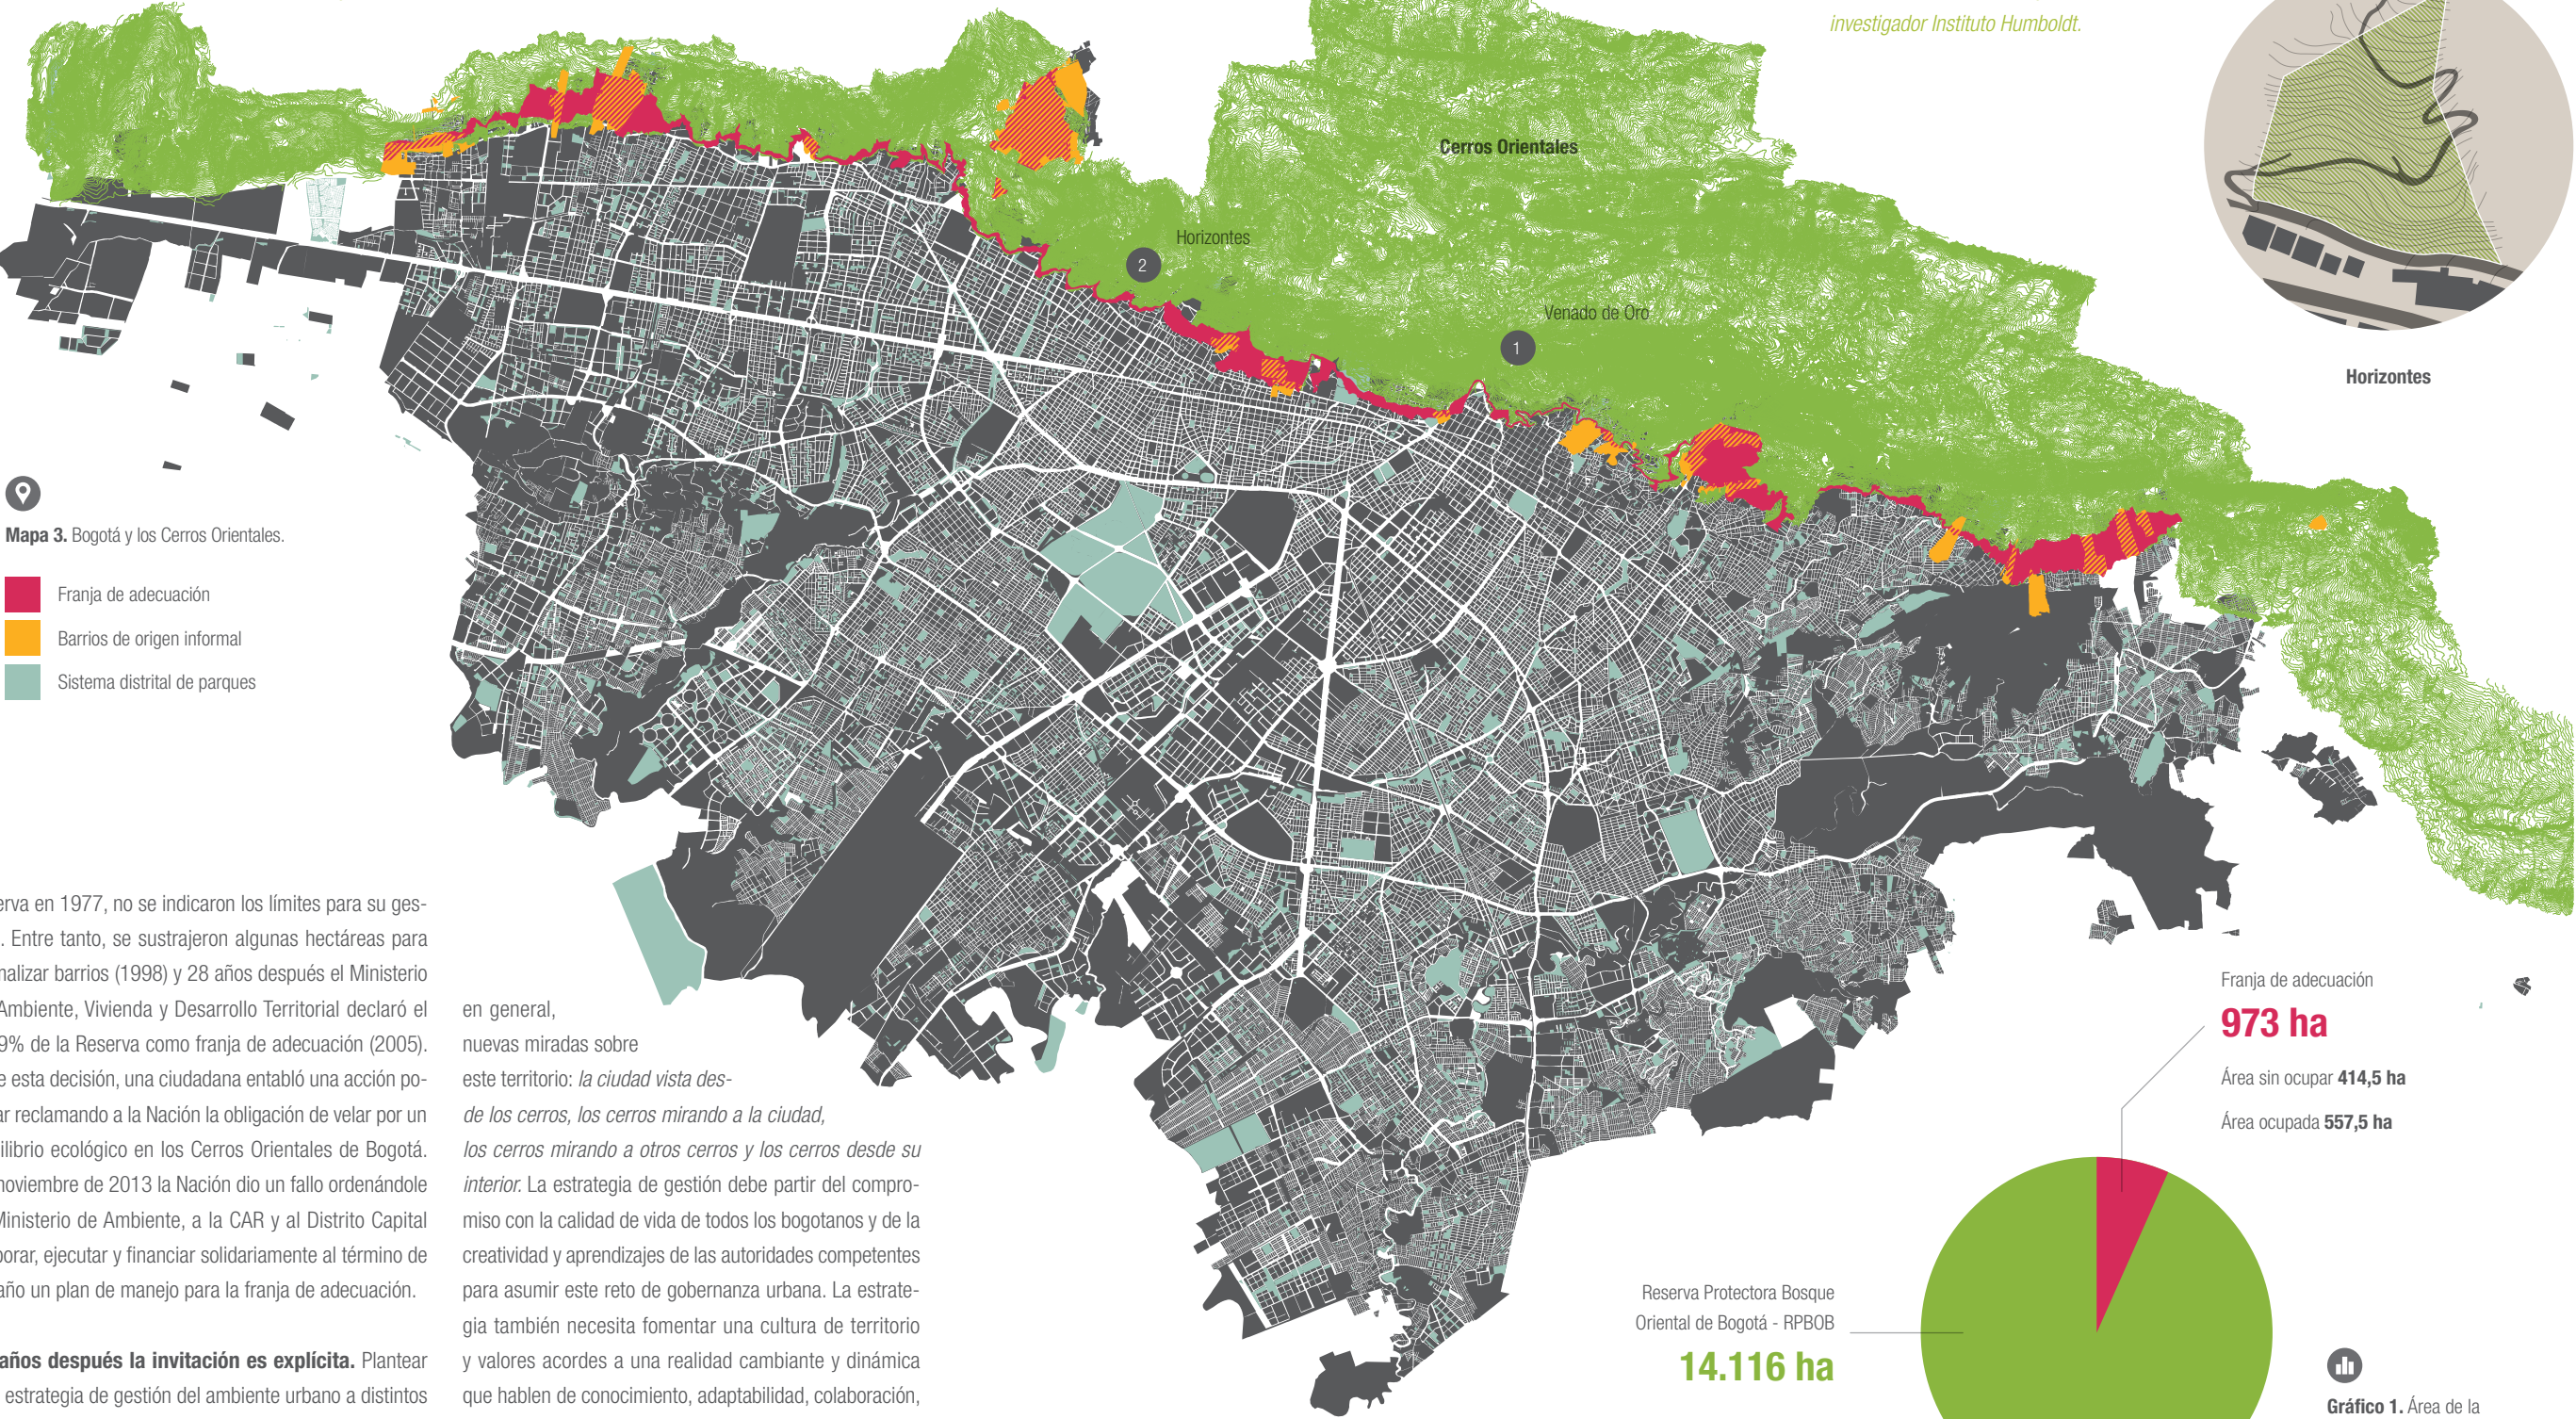 investigador Instituto Humboldt.
Cerros Orientales
Horizontes
2
Venado de Oro
1
Horizontes
Mapa 3. Bogotá y los Cerros Orientales.
Franja de adecuación
Barrios de origen informal
Sistema distrital de parques
erva en 1977, no se indicaron los límites para su ges-
. Entre tanto, se sustrajeron algunas hectáreas para
nalizar barrios (1998) y 28 años después el Ministerio
Ambiente, Vivienda y Desarrollo Territorial declaró el
9% de la Reserva como franja de adecuación (2005).
e esta decisión, una ciudadana entabló una acción po-
ar reclamando a la Nación la obligación de velar por un
ilibrio ecológico en los Cerros Orientales de Bogotá.
noviembre de 2013 la Nación dio un fallo ordenándole
Ministerio de Ambiente, a la CAR y al Distrito Capital
borar, ejecutar y financiar solidariamente al término de
año un plan de manejo para la franja de adecuación.
años después la invitación es explícita. Plantear
estrategia de gestión del ambiente urbano a distintos
en general,
nuevas miradas sobre
este territorio: la ciudad vista des-
de los cerros, los cerros mirando a la ciudad,
los cerros mirando a otros cerros y los cerros desde su
interior. La estrategia de gestión debe partir del compro-
miso con la calidad de vida de todos los bogotanos y de la
creatividad y aprendizajes de las autoridades competentes
para asumir este reto de gobernanza urbana. La estrate-
gia también necesita fomentar una cultura de territorio
y valores acordes a una realidad cambiante y dinámica
que hablen de conocimiento, adaptabilidad, colaboración,
Franja de adecuación
973 ha
Área sin ocupar 414,5 ha
Área ocupada 557,5 ha
Reserva Protectora Bosque
Oriental de Bogotá - RPBOB
14.116 ha
Gráfico 1. Área de la